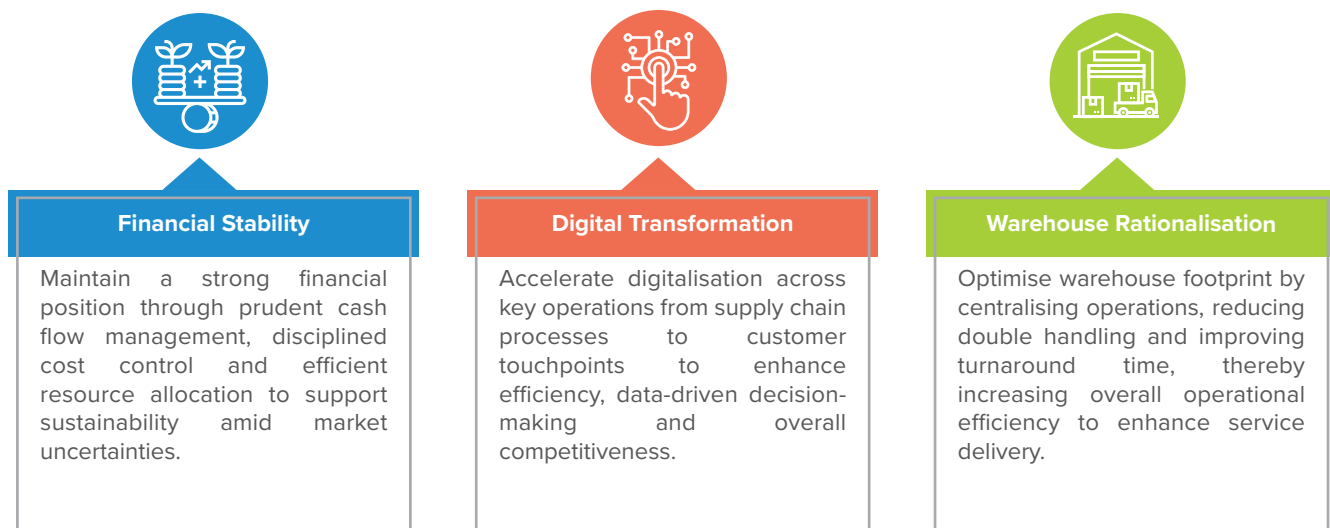 Financial Stability
Maintain a strong financial
position through prudent cash
flow management, disciplined
cost control and efficient
resource allocation to support
sustainability amid market
uncertainties.
Digital Transformation
Accelerate digitalisation across
key operations from supply chain
processes to customer
touchpoints to enhance
efficiency, data-driven decision-
making and overall
competitiveness.
Warehouse Rationalisation
Optimise warehouse footprint by
centralising operations, reducing
double handling and improving
turnaround time, thereby
increasing overall operational
efficiency to enhance service
delivery.